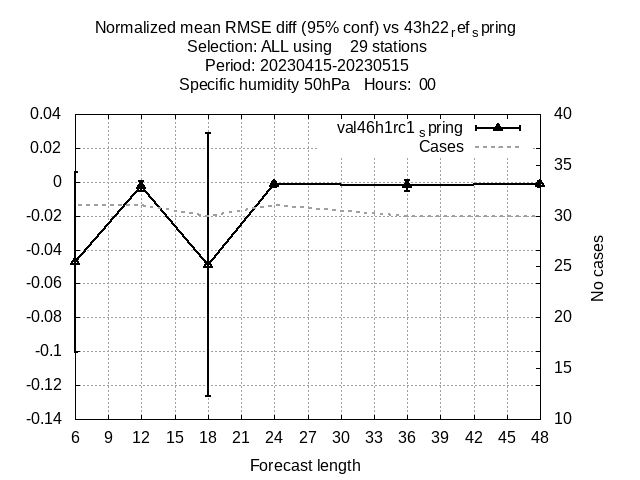 Normalized mean RMSE diff (95% conf) vs 43h22refspring
Selection: ALL using 29 stations
Period: 20230415-20230515
Specific humidity 50hPa Hours: 00
val46h1rc1spring
Cases
0.04
0.02
0
-0.02
-0.04
-0.06
-0.08
-0.1
-0.12
-0.14
40
35
30
25
20
15
10
No cases
6 9 12 15 18 21 24 27 30 33 36 39 42 45 48
Forecast length